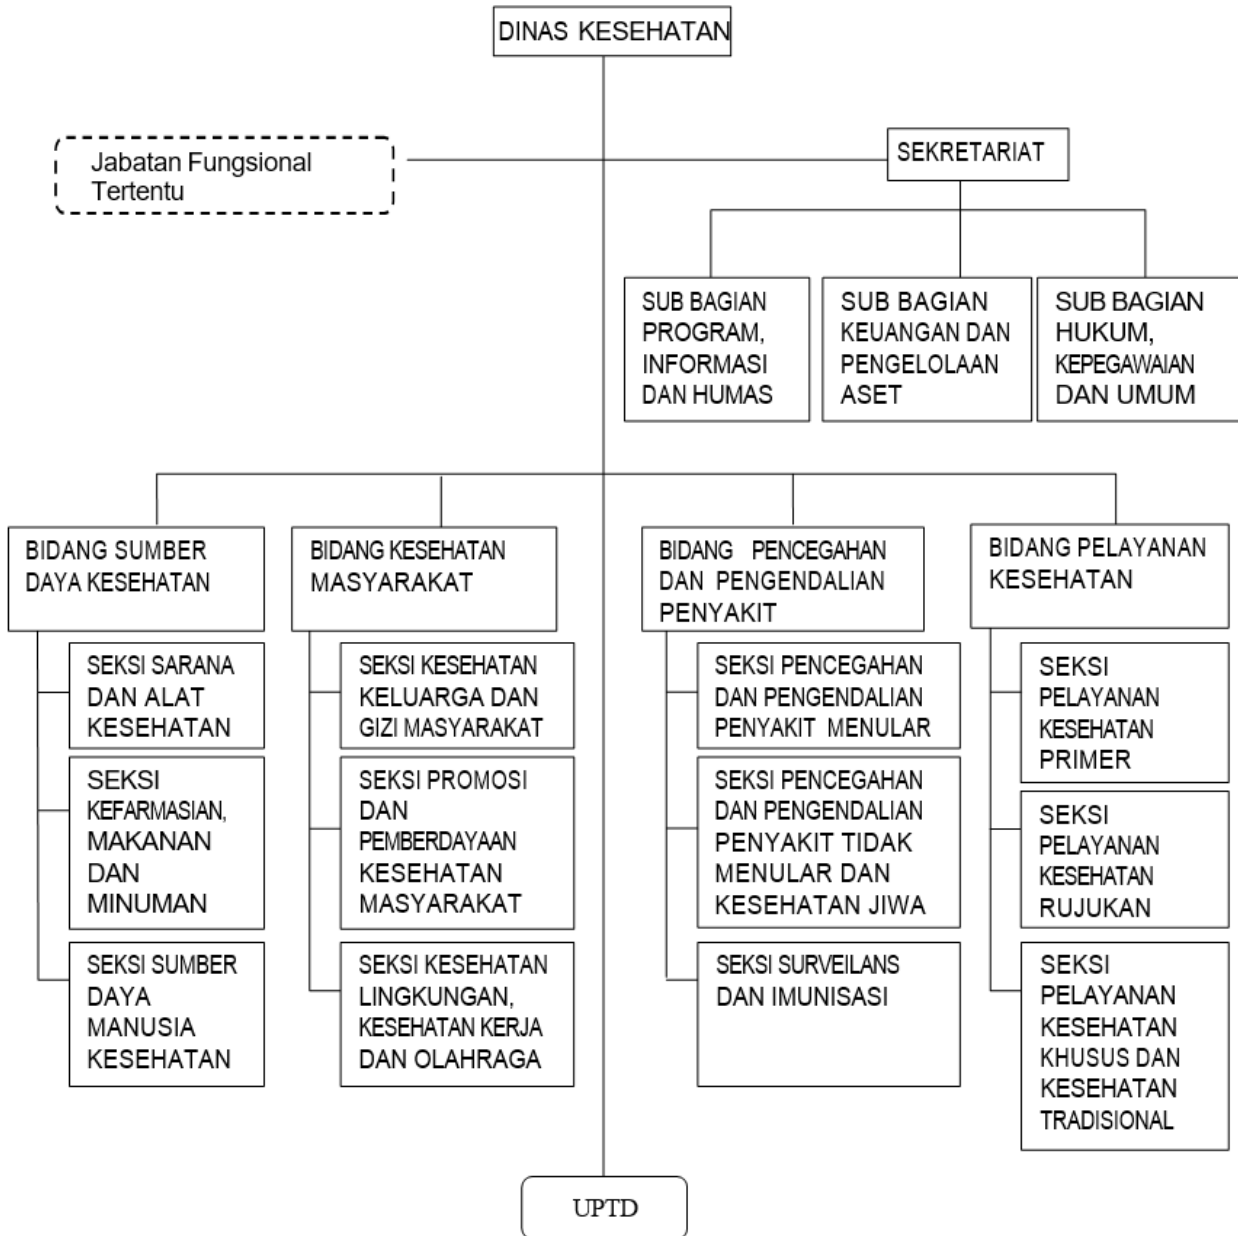 DINAS KESEHATAN
Jabatan Fungsional
Tertentu
SEKRETARIAT
SUB BAGIAN
PROGRAM,
INFORMASI
DAN HUMAS
SUB BAGIAN
KEUANGAN DAN
PENGELOLAAN
ASET
SUB BAGIAN
HUKUM,
KEPEGAWAIAN
DAN UMUM
BIDANG SUMBER
DAYA KESEHATAN
SEKSI SARANA
DAN ALAT
KESEHATAN
SEKSI
KEFARMASIAN,
MAKANAN
DAN
MINUMAN
SEKSI SUMBER
DAYA
MANUSIA
KESEHATAN
BIDANG KESEHATAN
MASYARAKAT
SEKSI KESEHATAN
KELUARGA DAN
GIZI MASYARAKAT
SEKSI PROMOSI
DAN
PEMBERDAYAAN
KESEHATAN
MASYARAKAT
SEKSI KESEHATAN
LINGKUNGAN,
KESEHATAN KERJA
DAN OLAHRAGA
BIDANG PENCEGAHAN
DAN PENGENDALIAN
PENYAKIT
SEKSI PENCEGAHAN
DAN PENGENDALIAN
PENYAKIT MENULAR
SEKSI PENCEGAHAN
DAN PENGENDALIAN
PENYAKIT TIDAK
MENULAR DAN
KESEHATAN JIWA
SEKSI SURVEILANS
DAN IMUNISASI
BIDANG PELAYANAN
KESEHATAN
SEKSI
PELAYANAN
KESEHATAN
PRIMER
SEKSI
PELAYANAN
KESEHATAN
RUJUKAN
SEKSI
PELAYANAN
KESEHATAN
KHUSUS DAN
KESEHATAN
TRADISIONAL
UPTD